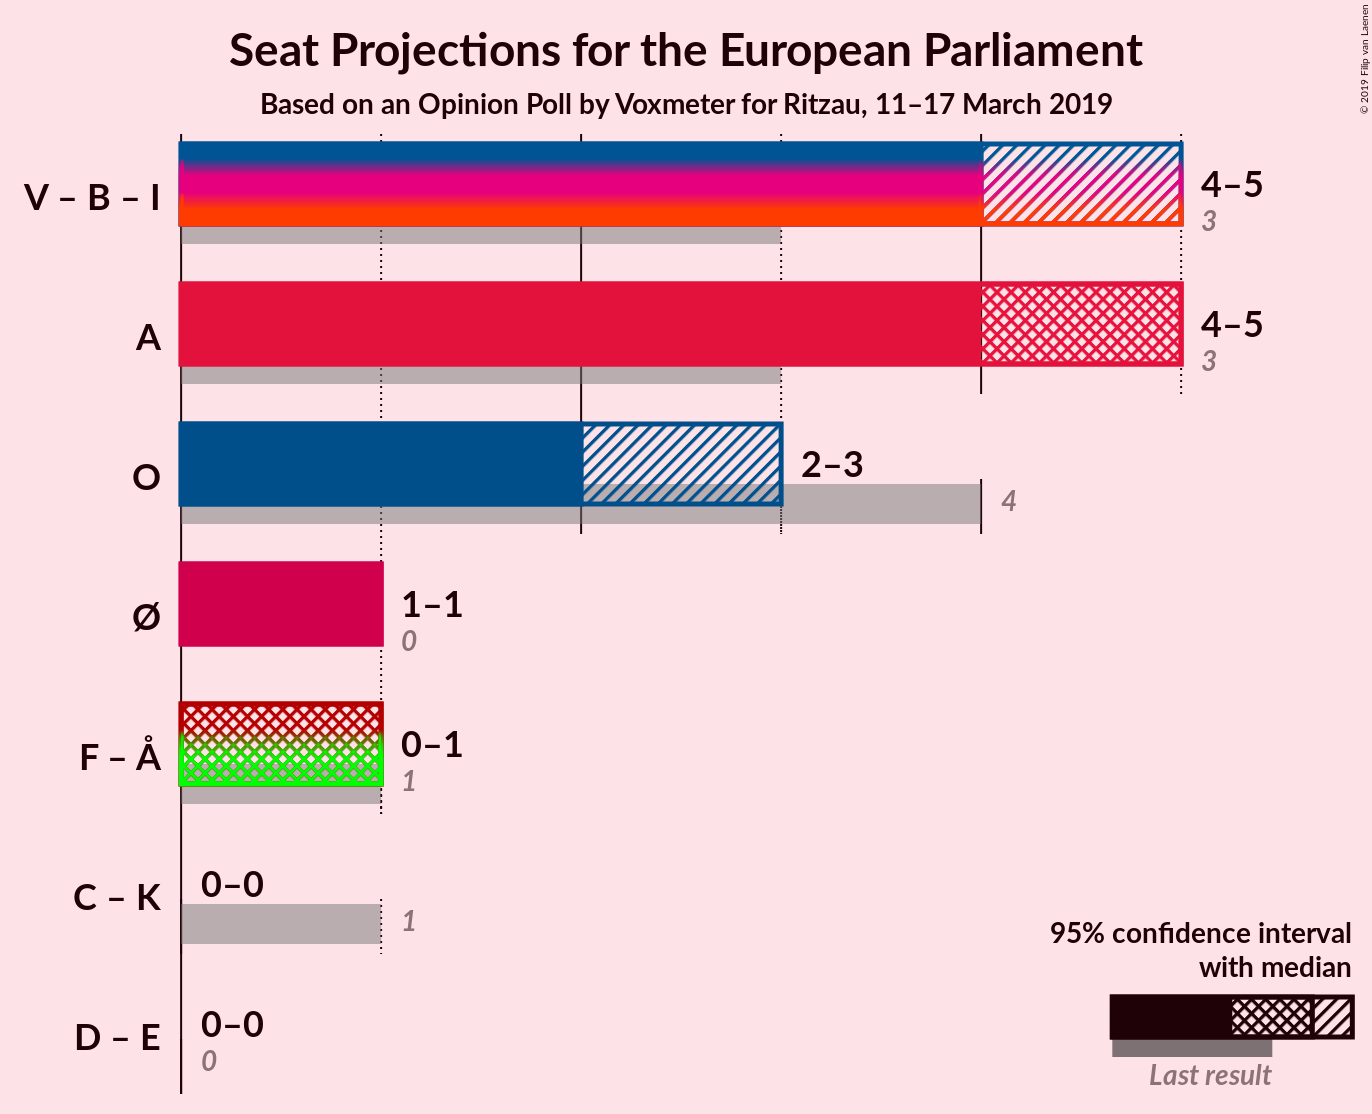 Seat Projections for the European Parliament
Based on an Opinion Poll by Voxmeter for Ritzau, 11–17 March 2019
© 2019 Filip van Laenen
V – B – I
4–5
3
A
4–5
3
O
2–3
4
Ø
1–1
0
F – Å
0–1
1
C – K
0–0
1
D – E
0–0
0
95% confidence interval
with median
Last result